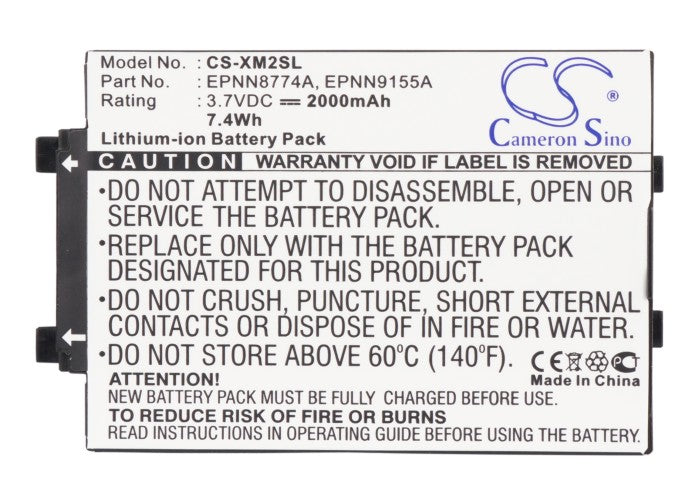 Model No. : CS-XM2SL
Part No. : EPNN8774A, EPNN9155A
Rating : 3.7VDC ⎓ 2000mAh
7.4Wh
Lithium-ion Battery Pack
CS ®
Cameron Sino
CAUTION WARRANTY VOID IF LABEL IS REMOVED
•DO NOT ATTEMPT TO DISASSEMBLE, OPEN OR
SERVICE THE BATTERY PACK.
•REPLACE ONLY WITH THE BATTERY PACK
DESIGNATED FOR THIS PRODUCT.
•DO NOT CRUSH, PUNCTURE, SHORT EXTERNAL
CONTACTS OR DISPOSE OF IN FIRE OR WATER.
•DO NOT STORE ABOVE 60°C (140°F).
CE
Made In China
ATTENTION!
NEW BATTERY PACK MUST BE FULLY CHARGED BEFORE USE.
TO REDUCE RISK OF FIRE OR BURNS
READ INSTRUCTIONS IN OPERATING GUIDE BEFORE USING BATTERY.